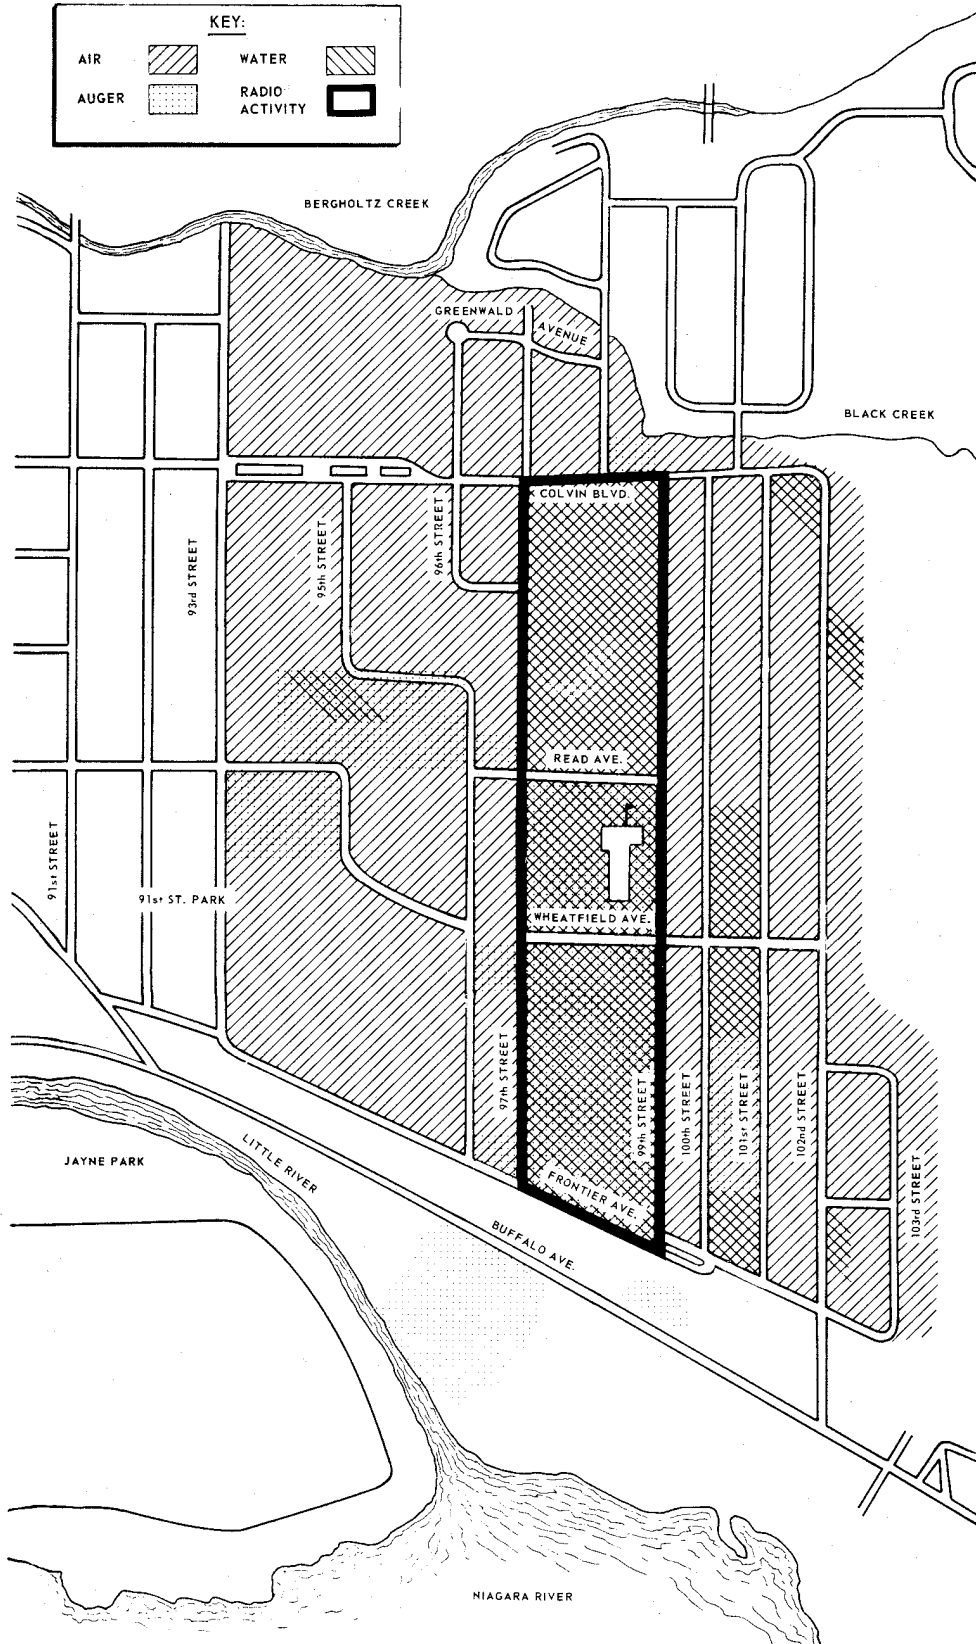 KEY:
AIR
WATER
AUGER
RADIO
ACTIVITY
BERGHOLTZ CREEK
GREENWALD
AVENUE
BLACK CREEK
COLVIN BLVD.
96th STREET
95th STREET
93rd STREET
READ AVE.
91st STREET
91st ST. PARK
WHEATFIELD AVE.
97th STREET
99th STREET
100th STREET
101st STREET
102nd STREET
103rd STREET
JAYNE PARK
LITTLE RIVER
FRONTIER AVE.
BUFFALO AVE.
NIAGARA RIVER